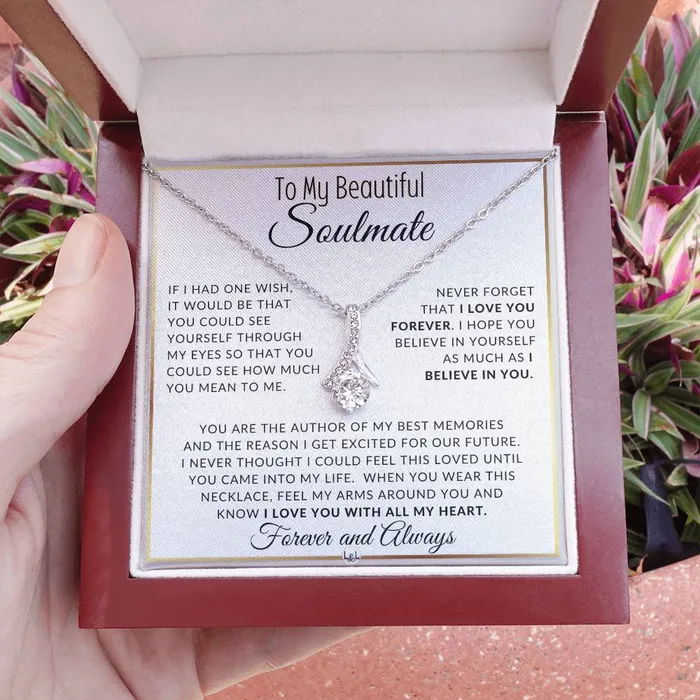 To My Beautiful
Soulmate
IF I HAD ONE WISH,
IT WOULD BE THAT
YOU COULD SEE
YOURSELF THROUGH
MY EYES SO THAT YOU
COULD SEE HOW MUCH
YOU MEAN TO ME.
NEVER FORGET
THAT I LOVE YOU
FOREVER. I HOPE YOU
BELIEVE IN YOURSELF
AS MUCH AS I
BELIEVE IN YOU.
YOU ARE THE AUTHOR OF MY BEST MEMORIES
AND THE REASON I GET EXCITED FOR OUR FUTURE.
I NEVER THOUGHT I COULD FEEL THIS LOVED UNTIL
YOU CAME INTO MY LIFE. WHEN YOU WEAR THIS
NECKLACE, FEEL MY ARMS AROUND YOU AND
KNOW I LOVE YOU WITH ALL MY HEART.
Forever and Always
L&L